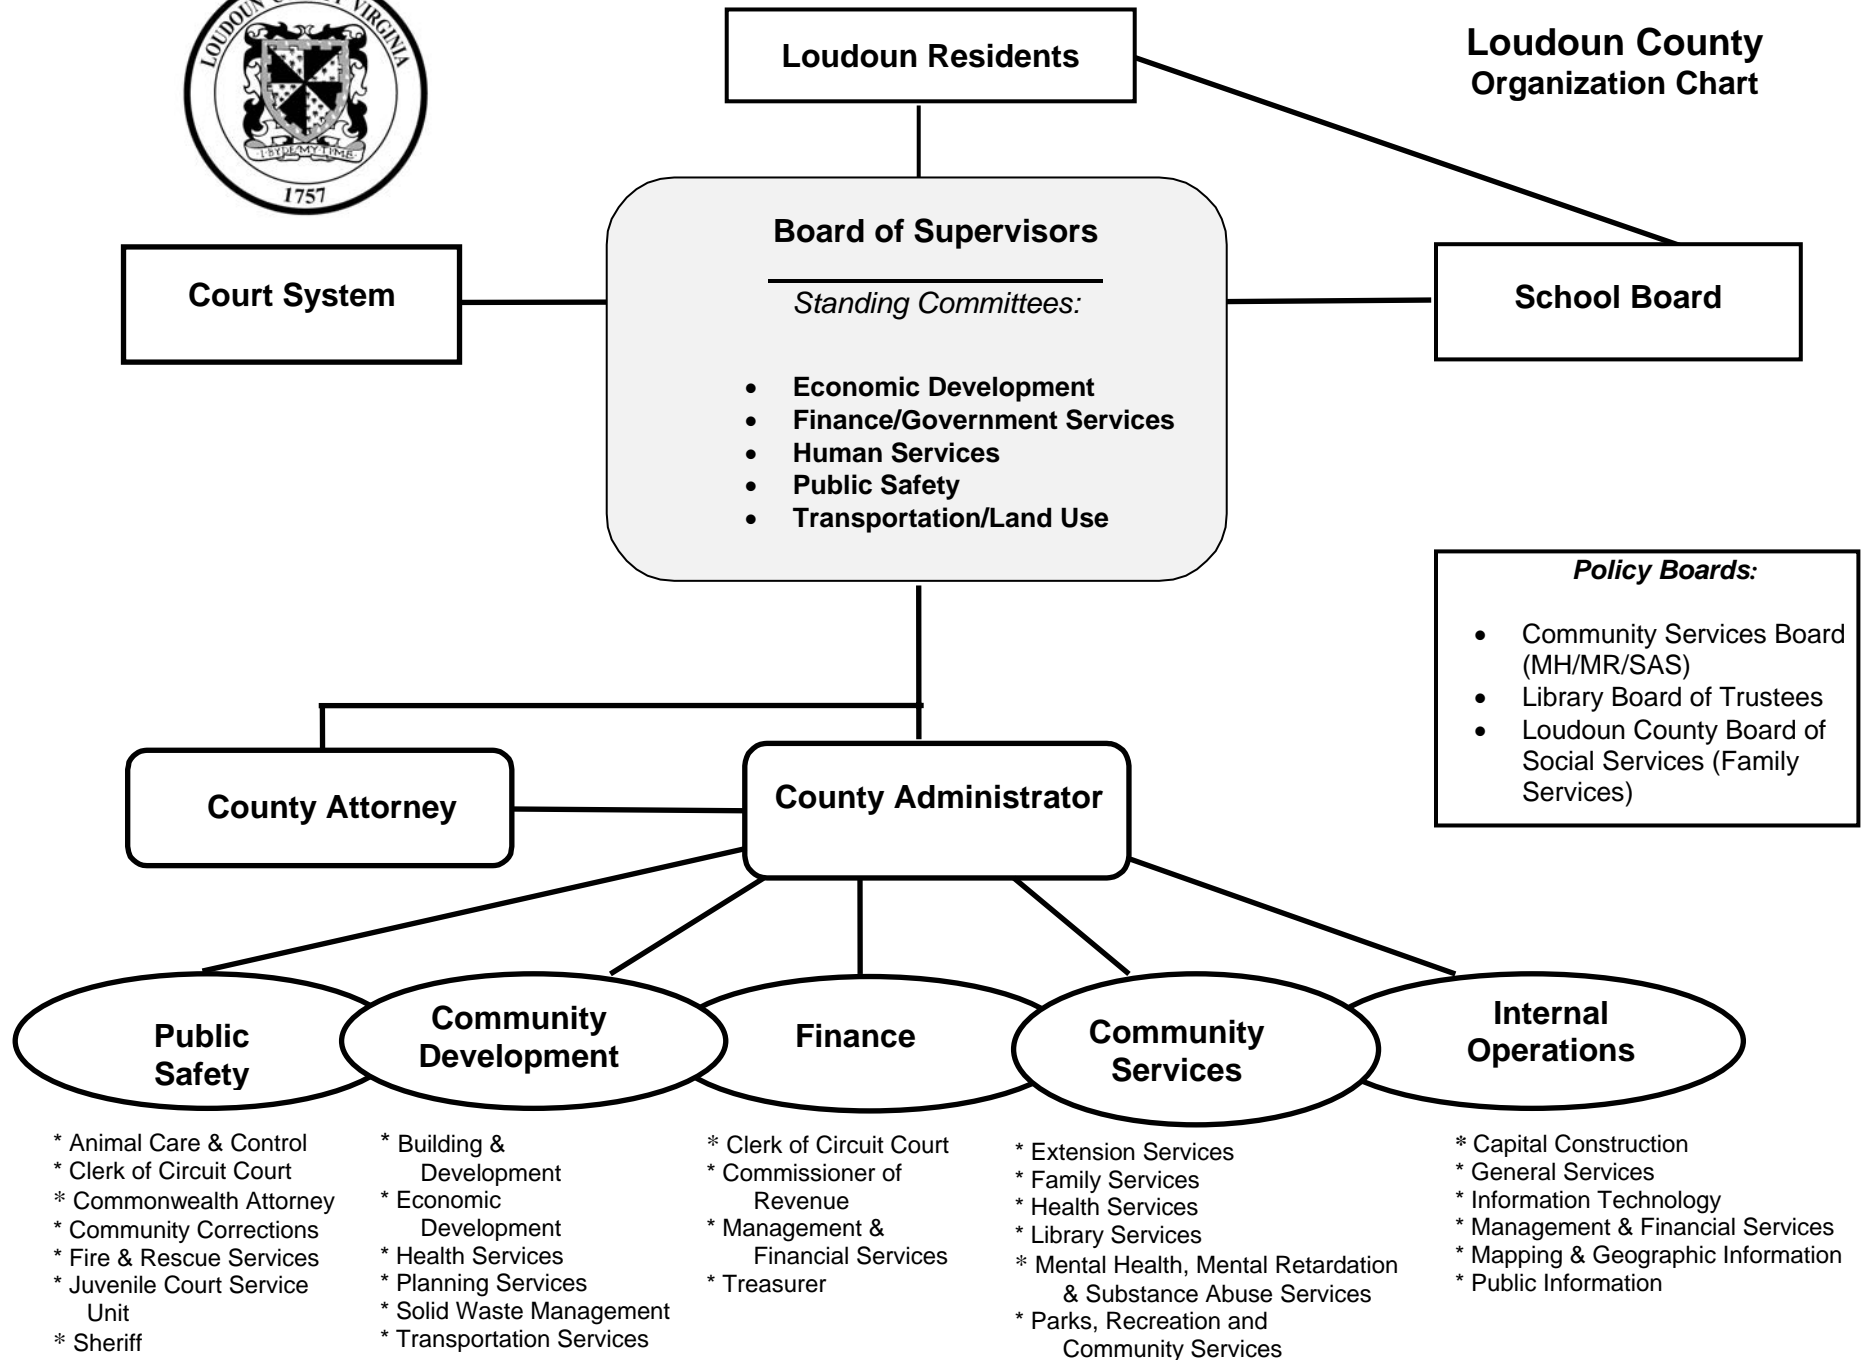 LOUDOUN COUNTY VIRGINIA
I BYDE MY TIME
1757
Loudoun Residents
Loudoun County
Organization Chart
Board of Supervisors
Standing Committees:
• Economic Development
• Finance/Government Services
• Human Services
• Public Safety
• Transportation/Land Use
Court System
School Board
Policy Boards:
• Community Services Board
(MH/MR/SAS)
• Library Board of Trustees
• Loudoun County Board of
Social Services (Family
Services)
County Attorney
County Administrator
Public
Safety
Community
Development
Finance
Community
Services
Internal
Operations
* Animal Care & Control
* Clerk of Circuit Court
* Commonwealth Attorney
* Community Corrections
* Fire & Rescue Services
* Juvenile Court Service
Unit
* Sheriff
* Building &
Development
* Economic
Development
* Health Services
* Planning Services
* Solid Waste Management
* Transportation Services
* Clerk of Circuit Court
* Commissioner of
Revenue
* Management &
Financial Services
* Treasurer
* Extension Services
* Family Services
* Health Services
* Library Services
* Mental Health, Mental Retardation
& Substance Abuse Services
* Parks, Recreation and
Community Services
* Capital Construction
* General Services
* Information Technology
* Management & Financial Services
* Mapping & Geographic Information
* Public Information